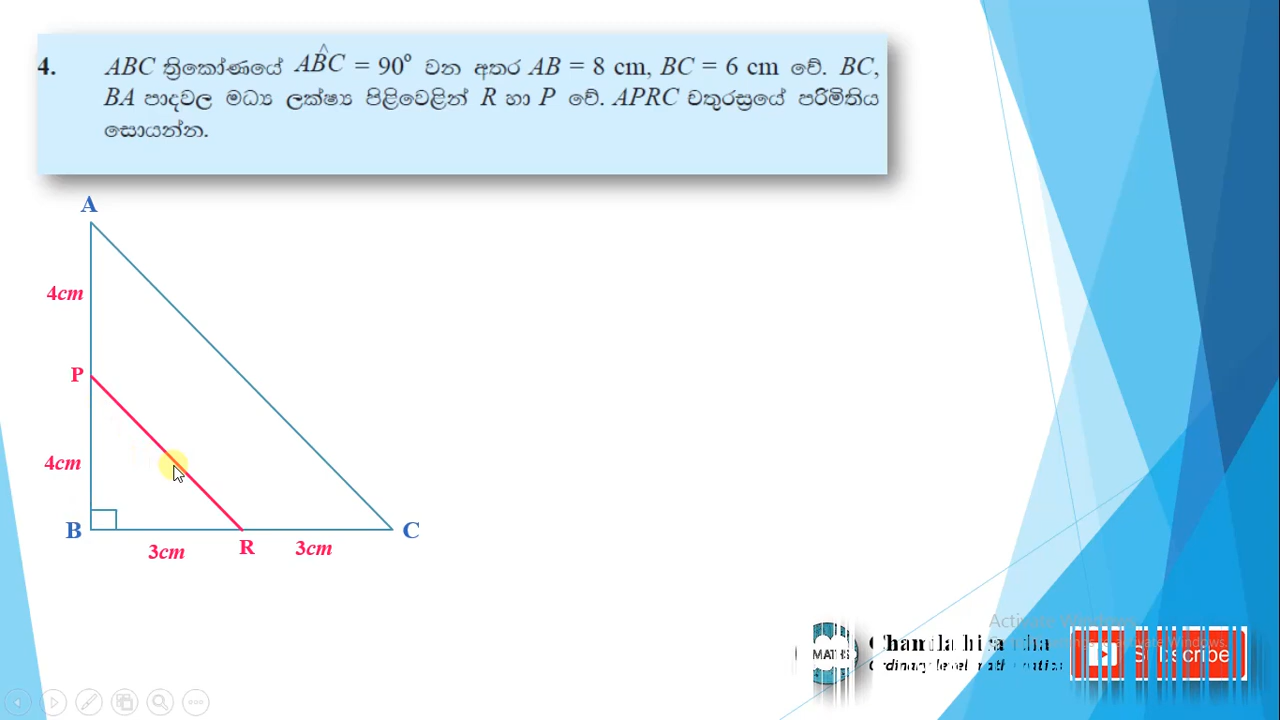 4. ABC ත්‍රිකෝණයේ AB̂C = 90° වන අතර AB = 8 cm, BC = 6 cm වේ. BC,
BA පාදවල මධ්‍ය ලක්ෂ්‍ය පිළිවෙළින් R හා P වේ. APRC චතුරස්‍රයේ පරිමිතිය
සොයන්න.
A
4cm
P
4cm
B
C
3cm
R
3cm
MATHS
Subscribe